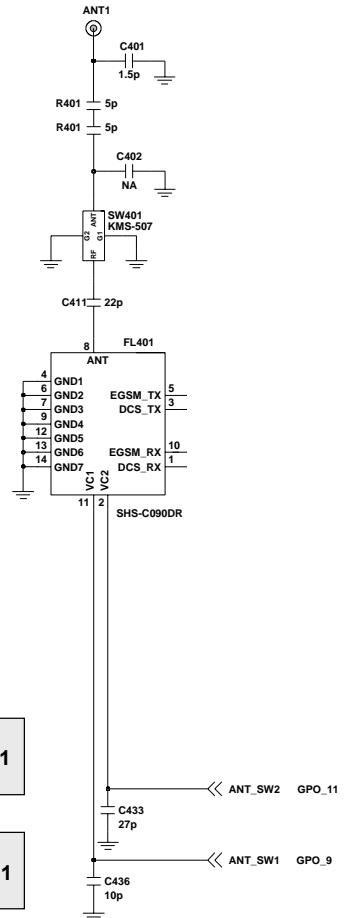 ANT1
C401
1.5p
R401 5p
R401 5p
C402
NA
SW401
KMS-507
ANT
G2
G1
RF
C411 22p
FL401
8
ANT
4 GND1
6 GND2
7 GND3
9 GND4
12 GND5
13 GND6
14 GND7
EGSM_TX 5
DCS_TX 3
EGSM_RX 10
DCS_RX 1
VC1
VC2
11 2
SHS-C090DR
1
ANT_SW2 GPO_11
C433
27p
1
ANT_SW1 GPO_9
C436
10p